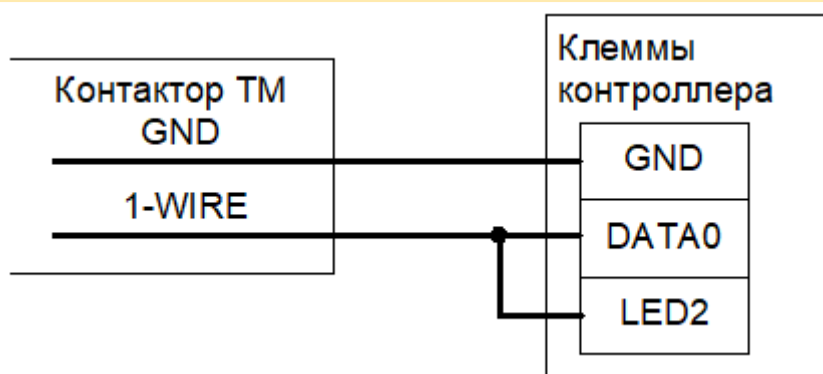 Контактор ТМ
GND
1-WIRE
Клеммы
контроллера
GND
DATA0
LED2